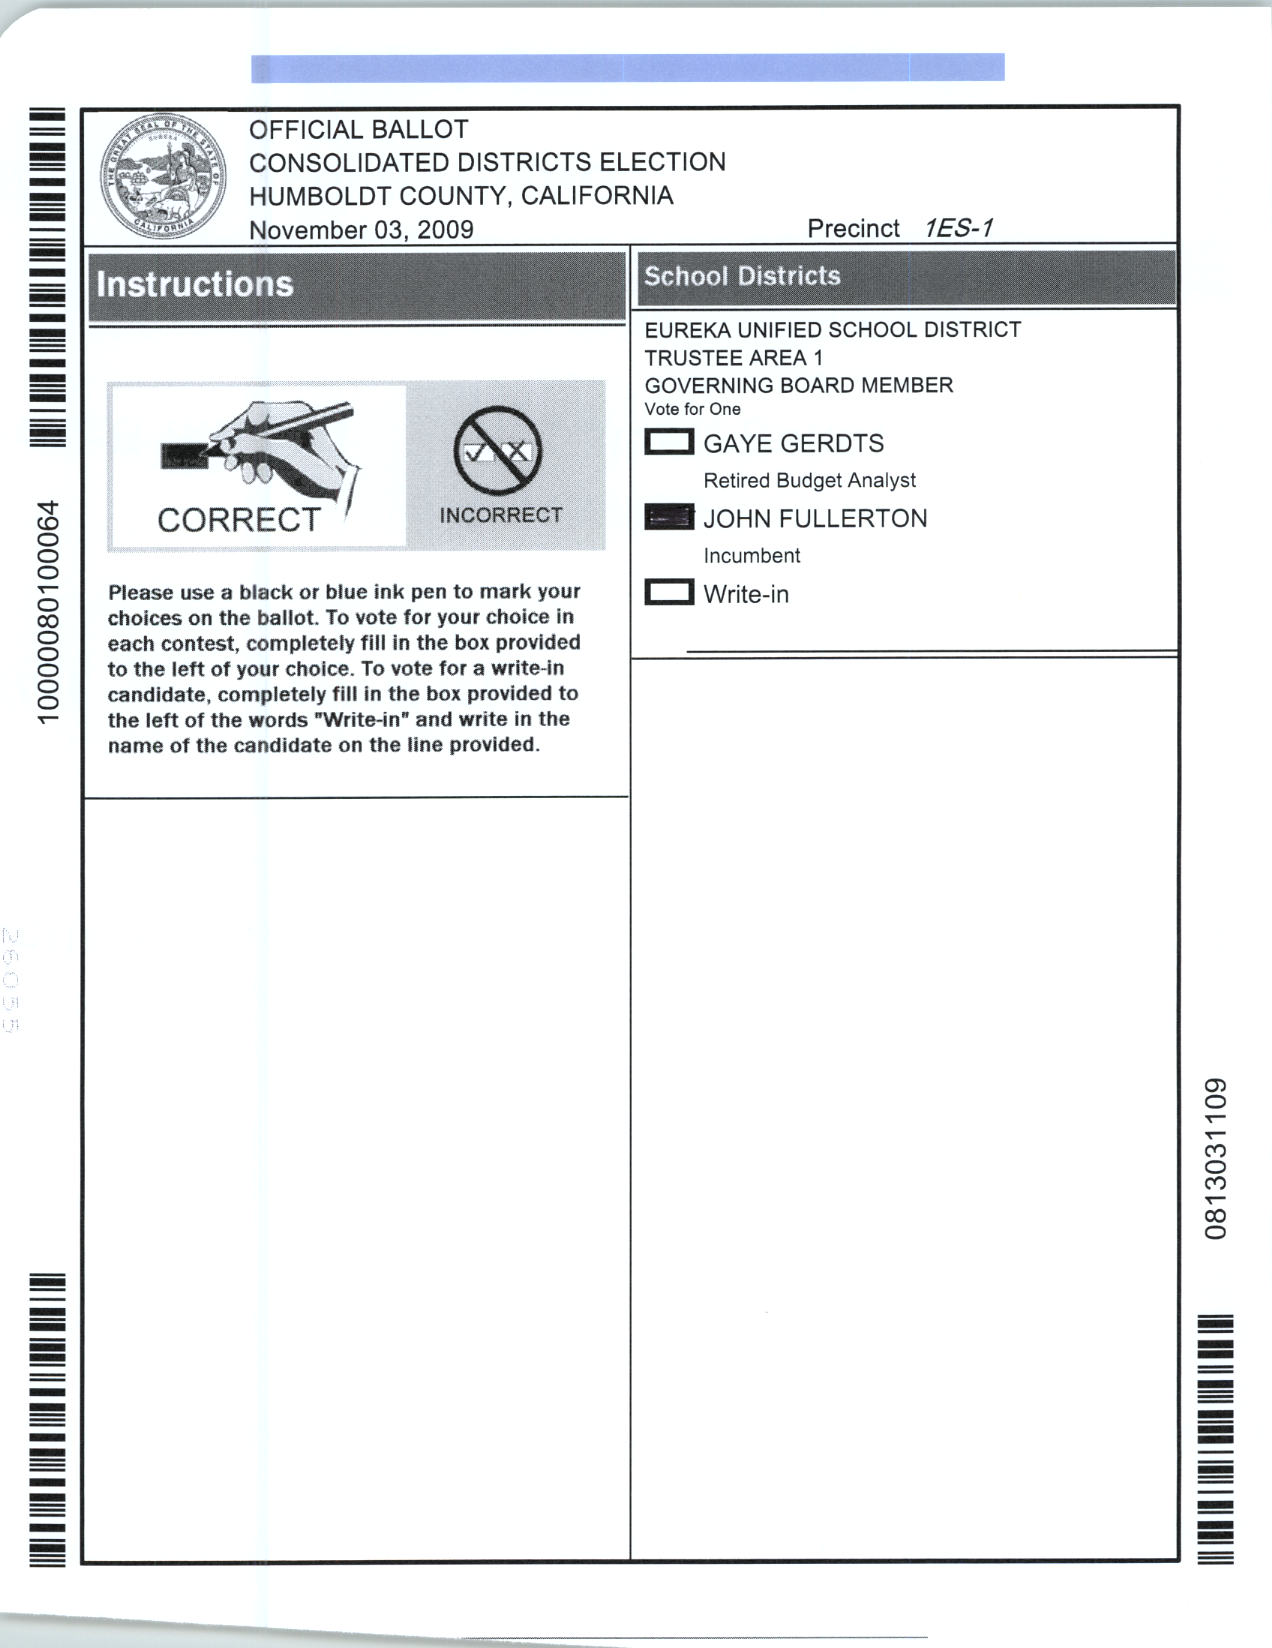 OFFICIAL BALLOT
CONSOLIDATED DISTRICTS ELECTION
HUMBOLDT COUNTY, CALIFORNIA
November 03, 2009
Precinct 1ES-1
THE GREAT SEAL OF THE STATE OF CALIFORNIA
EUREKA
Instructions
CORRECT
INCORRECT
Please use a black or blue ink pen to mark your
choices on the ballot. To vote for your choice in
each contest, completely fill in the box provided
to the left of your choice. To vote for a write-in
candidate, completely fill in the box provided to
the left of the words "Write-in" and write in the
name of the candidate on the line provided.
School Districts
EUREKA UNIFIED SCHOOL DISTRICT
TRUSTEE AREA 1
GOVERNING BOARD MEMBER
Vote for One
GAYE GERDTS
Retired Budget Analyst
JOHN FULLERTON
Incumbent
Write-in
1000080100064
26055
0813031109